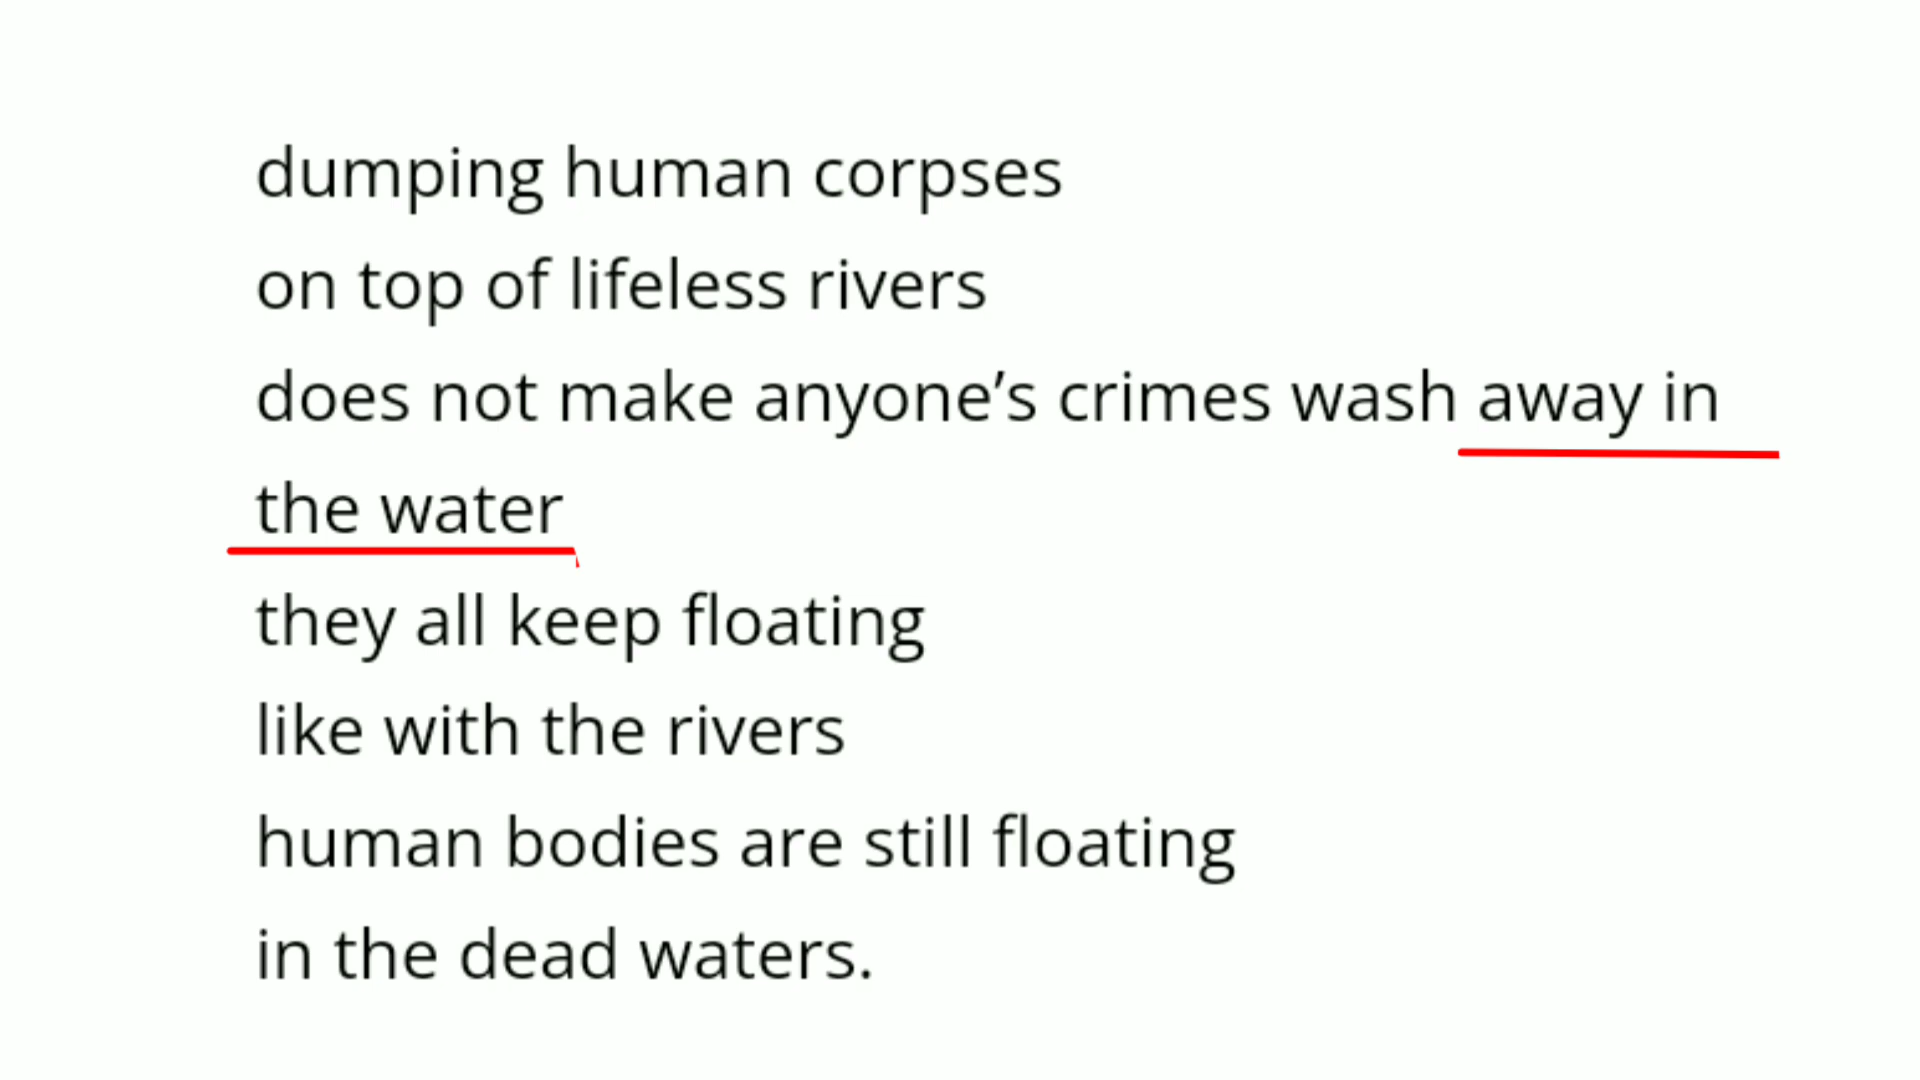 dumping human corpses
on top of lifeless rivers
does not make anyone’s crimes wash away in
the water
they all keep floating
like with the rivers
human bodies are still floating
in the dead waters.